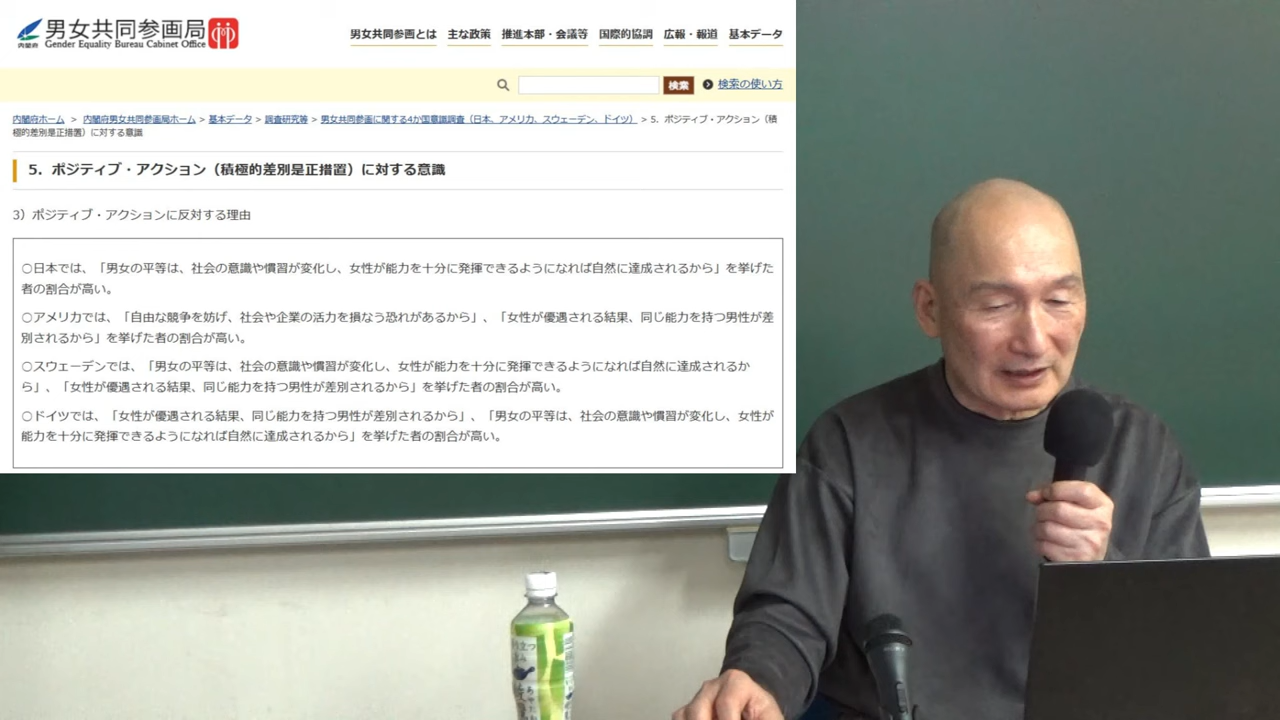 内閣府
男女共同参画局
Gender Equality Bureau Cabinet Office
男女共同参画とは 主な政策 推進本部・会議等 国際的協調 広報・報道 基本データ
検索 検索の使い方
内閣府ホーム > 内閣府男女共同参画局ホーム > 基本データ > 調査研究等 > 男女共同参画に関する4か国意識調査（日本、アメリカ、スウェーデン、ドイツ） > 5．ポジティブ・アクション（積
極的差別是正措置）に対する意識
5．ポジティブ・アクション（積極的差別是正措置）に対する意識
3）ポジティブ・アクションに反対する理由
○日本では、「男女の平等は、社会の意識や慣習が変化し、女性が能力を十分に発揮できるようになれば自然に達成されるから」を挙げた
者の割合が高い。
○アメリカでは、「自由な競争を妨げ、社会や企業の活力を損なう恐れがあるから」、「女性が優遇される結果、同じ能力を持つ男性が差
別されるから」を挙げた者の割合が高い。
○スウェーデンでは、「男女の平等は、社会の意識や慣習が変化し、女性が能力を十分に発揮できるようになれば自然に達成されるか
ら」、「女性が優遇される結果、同じ能力を持つ男性が差別されるから」を挙げた者の割合が高い。
○ドイツでは、「女性が優遇される結果、同じ能力を持つ男性が差別されるから」、「男女の平等は、社会の意識や慣習が変化し、女性が
能力を十分に発揮できるようになれば自然に達成されるから」を挙げた者の割合が高い。